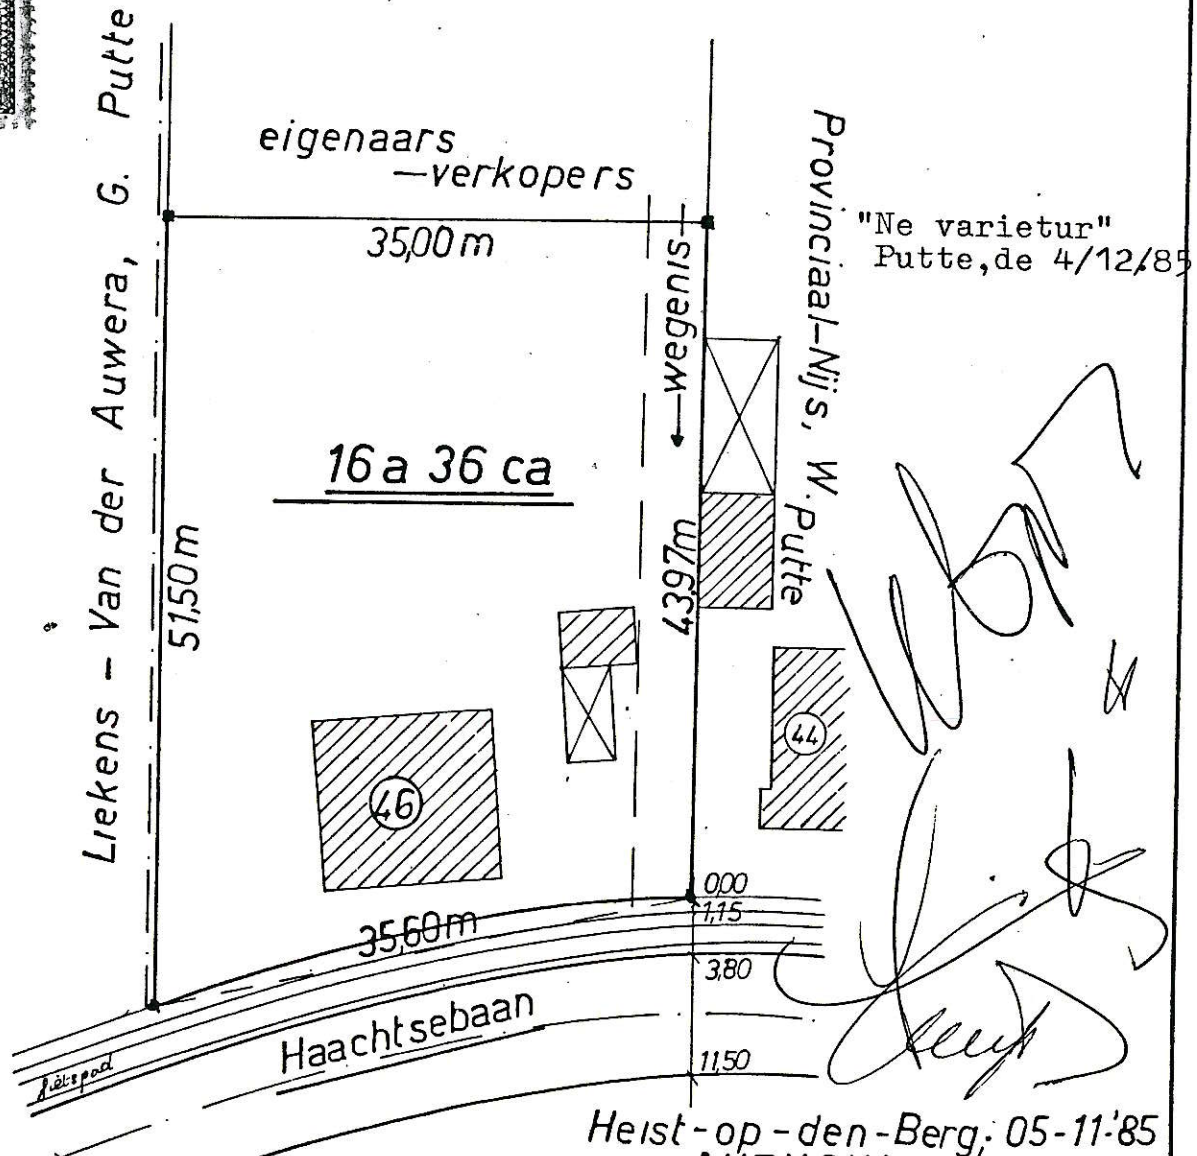 Liekens – Van der Auwera, G. Putte
eigenaars
—verkopers
35,00 m
wegenis
Provinciaal-Nijs, W. Putte
"Ne varietur"
Putte,de 4/12/85
16 a 36 ca
51,50 m
43,97m
46
44
35,60m
0,00
1,15
3,80
11,50
Haachtsebaan
fietspad
Heist-op-den-Berg; 05-11-'85